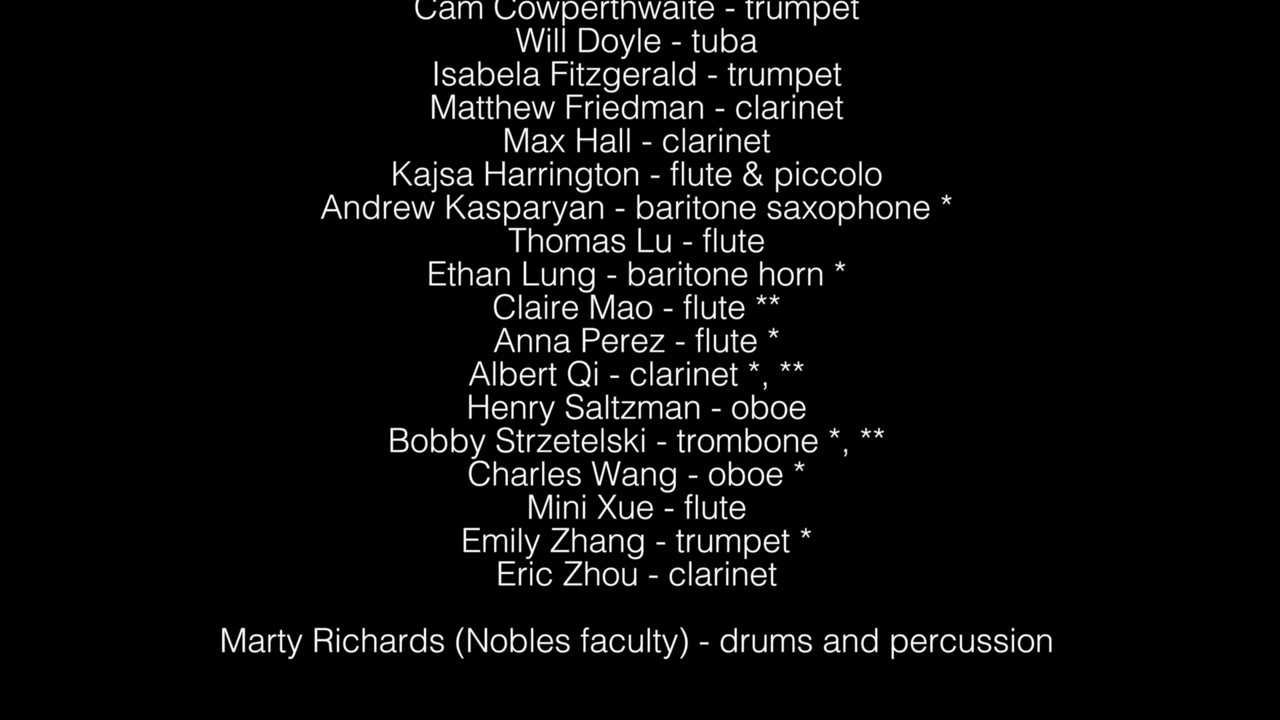 Cam Cowperthwaite - trumpet
Will Doyle - tuba
Isabela Fitzgerald - trumpet
Matthew Friedman - clarinet
Max Hall - clarinet
Kajsa Harrington - flute & piccolo
Andrew Kasparyan - baritone saxophone *
Thomas Lu - flute
Ethan Lung - baritone horn *
Claire Mao - flute **
Anna Perez - flute *
Albert Qi - clarinet *, **
Henry Saltzman - oboe
Bobby Strzetelski - trombone *, **
Charles Wang - oboe *
Mini Xue - flute
Emily Zhang - trumpet *
Eric Zhou - clarinet
Marty Richards (Nobles faculty) - drums and percussion